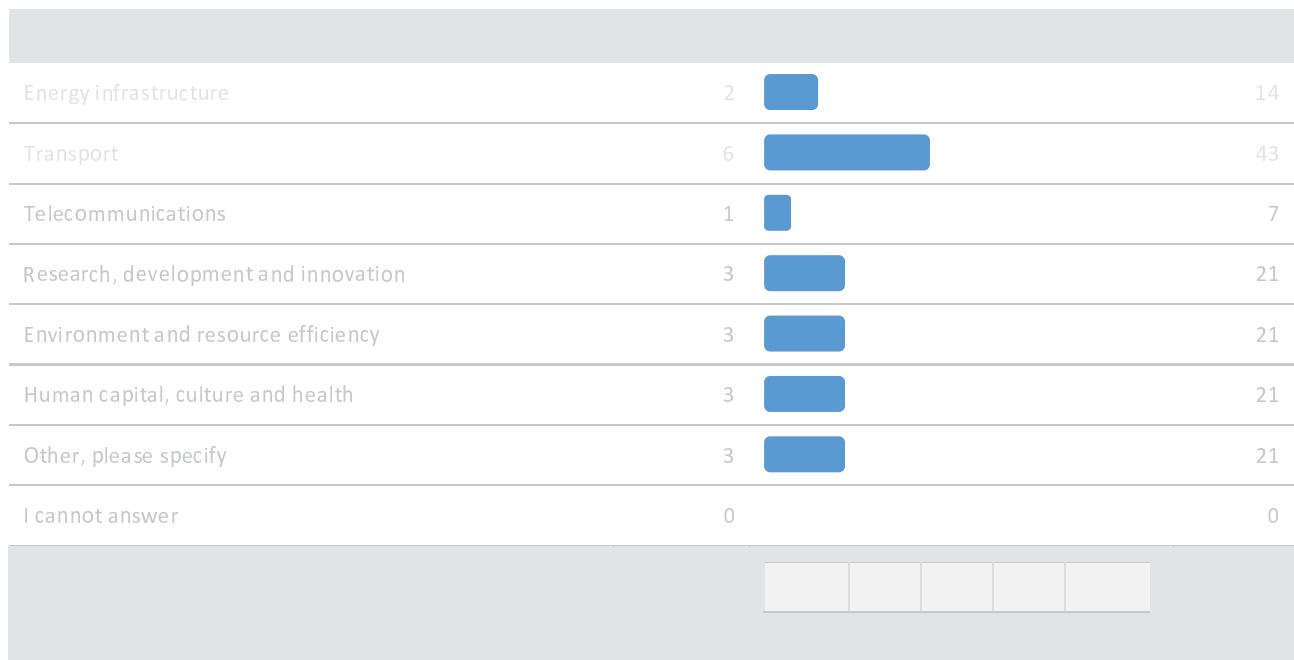 Energy infrastructure 2 14
Transport 6 43
Telecommunications 1 7
Research, development and innovation 3 21
Environment and resource efficiency 3 21
Human capital, culture and health 3 21
Other, please specify 3 21
I cannot answer 0 0